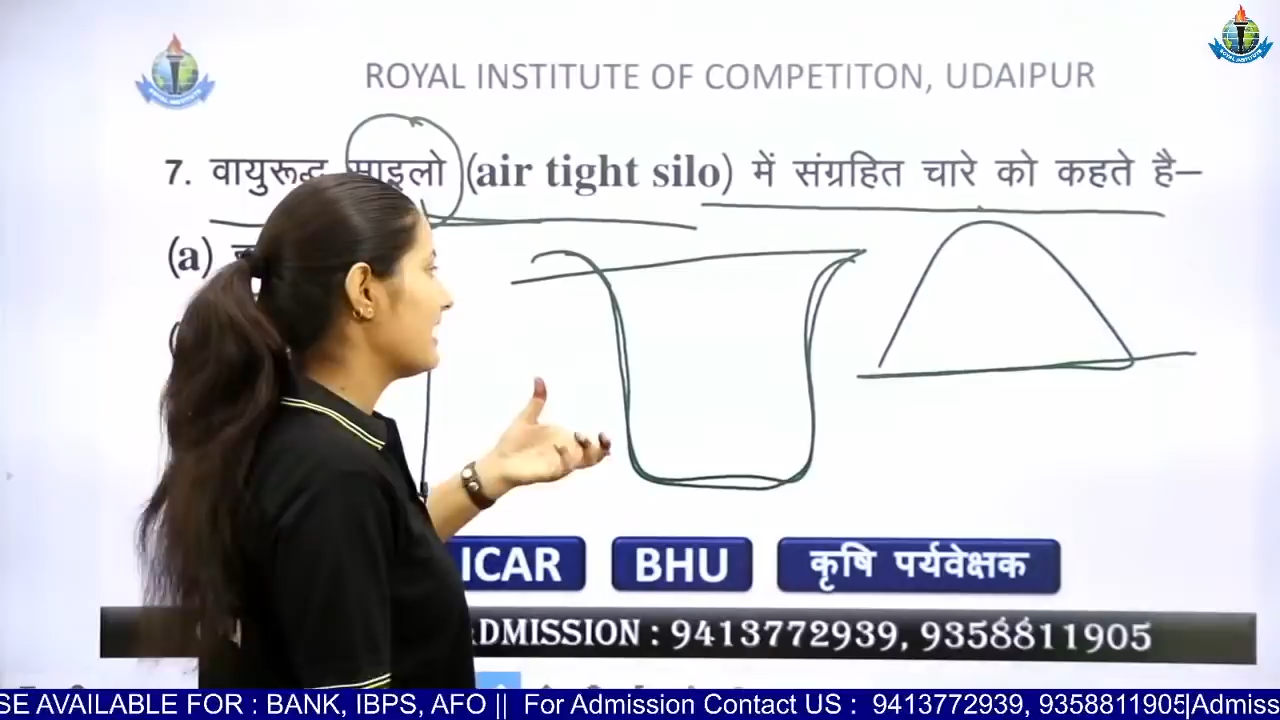 ROYAL INSTITUTE OF COMPETITON, UDAIPUR
7. वायुरूद्ध साइलो (air tight silo) में संग्रहित चारे को कहते है–
(a)
ICAR
BHU
कृषि पर्यवेक्षक
DMISSION : 9413772939, 9358811905
SE AVAILABLE FOR : BANK, IBPS, AFO || For Admission Contact US : 9413772939, 9358811905|Admiss